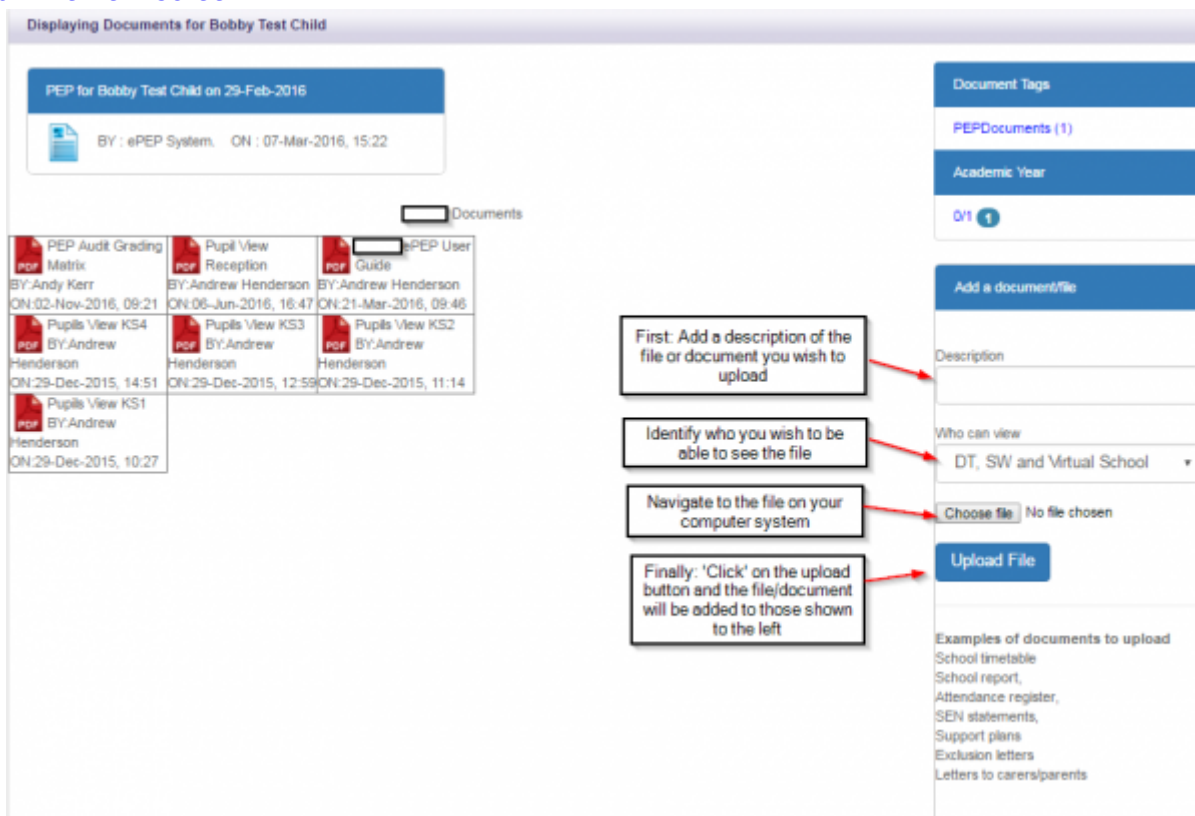 Displaying Documents for Bobby Test Child
PEP for Bobby Test Child on 29-Feb-2016
BY : ePEP System. ON : 07-Mar-2016, 15:22
Documents
PEP Audit Grading
Matrix
BY:Andy Kerr
ON:02-Nov-2016, 09:21
Pupil View
Reception
BY:Andrew Henderson
ON:06-Jun-2016, 16:47
ePEP User
Guide
BY:Andrew Henderson
ON:21-Mar-2016, 09:46
Pupils View KS4
BY:Andrew
Henderson
ON:29-Dec-2015, 14:51
Pupils View KS3
BY:Andrew
Henderson
ON:29-Dec-2015, 12:59
Pupils View KS2
BY:Andrew
Henderson
ON:29-Dec-2015, 11:14
Pupils View KS1
BY:Andrew
Henderson
ON:29-Dec-2015, 10:27
First: Add a description of the
file or document you wish to
upload
Identify who you wish to be
able to see the file
Navigate to the file on your
computer system
Finally: 'Click' on the upload
button and the file/document
will be added to those shown
to the left
Document Tags
PEPDocuments (1)
Academic Year
0/1 1
Add a document/file
Description
Who can view
DT, SW and Virtual School
Choose file No file chosen
Upload File
Examples of documents to upload
School timetable
School report,
Attendance register,
SEN statements,
Support plans
Exclusion letters
Letters to carers/parents